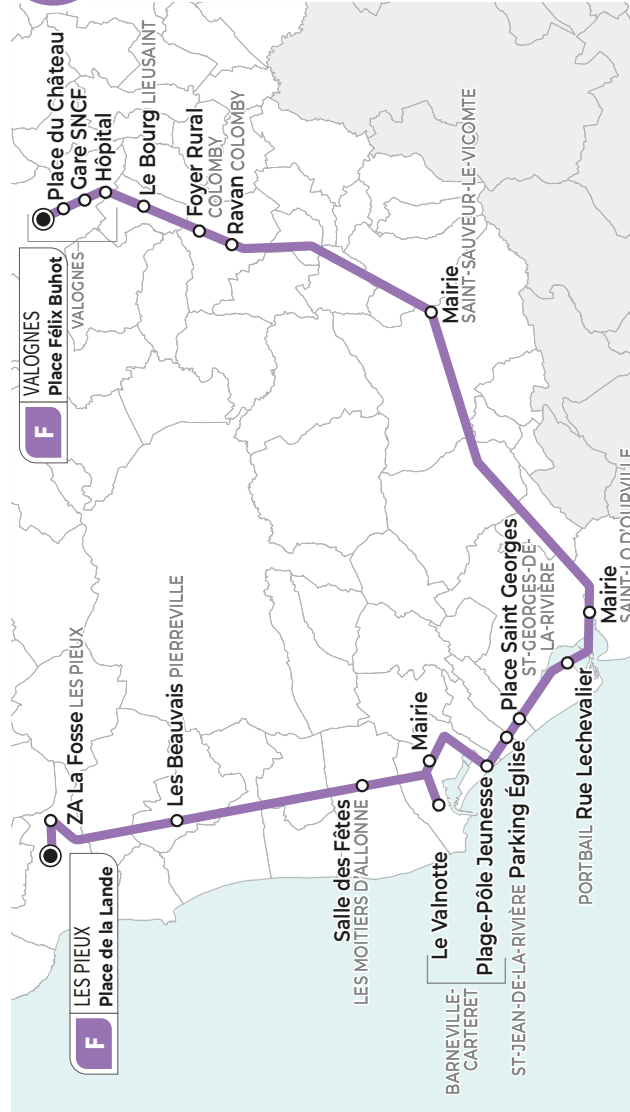 F
VALOGNES
Place Félix Buhot
VALOGNES
Place du Château
Gare SNCF
Hôpital
Le Bourg LIEUSAINT
Foyer Rural
COLOMBY
Ravan COLOMBY
Mairie
SAINT-SAUVEUR-LE-VICOMTE
Mairie
SAINT-LO D'OURVILLE
PORTBAIL Rue Lechevalier
Place Saint Georges
ST-GEORGES-DE-
LA-RIVIÈRE
ST-JEAN-DE-LA-RIVIÈRE Parking Église
Plage-Pôle Jeunesse
Mairie
Le Valnotte
BARNEVILLE-
CARTERET
Salle des Fêtes
LES MOITIERS D'ALLONNE
Les Beauvais PIERREVILLE
ZA La Fosse LES PIEUX
F
LES PIEUX
Place de la Lande